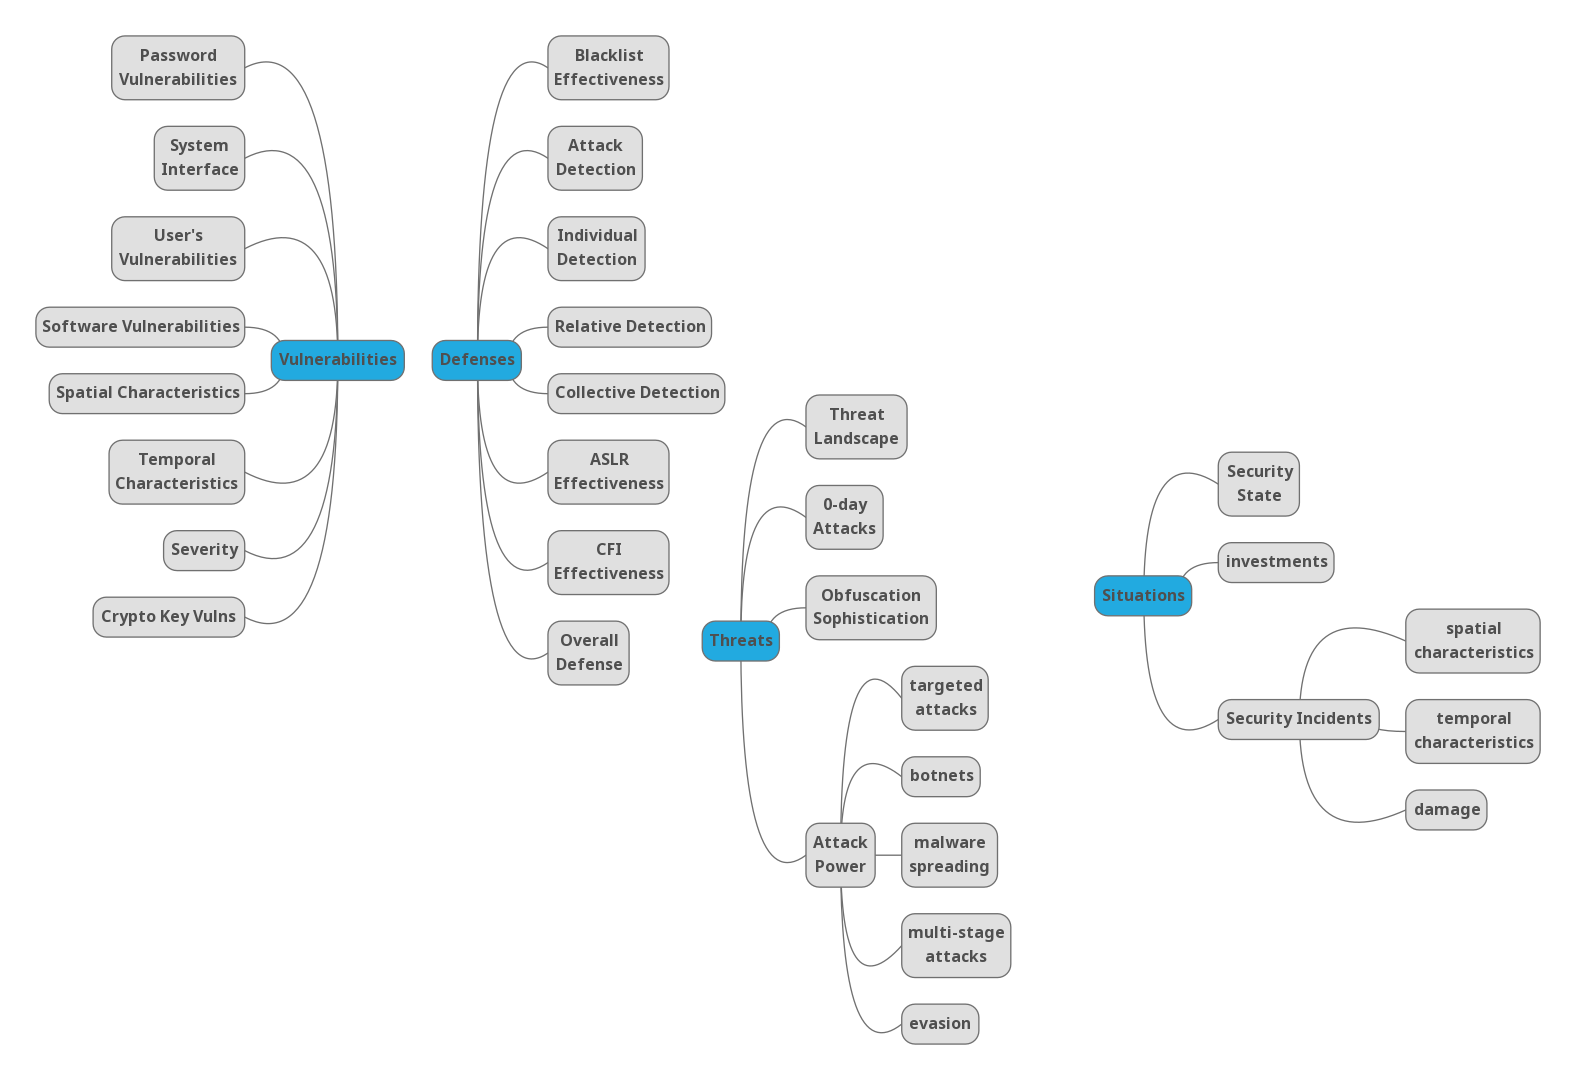 Password
Vulnerabilities
System
Interface
User's
Vulnerabilities
Software Vulnerabilities
Spatial Characteristics
Temporal
Characteristics
Severity
Crypto Key Vulns
Vulnerabilities
Defenses
Blacklist
Effectiveness
Attack
Detection
Individual
Detection
Relative Detection
Collective Detection
ASLR
Effectiveness
CFI
Effectiveness
Overall
Defense
Threats
Threat
Landscape
0-day
Attacks
Obfuscation
Sophistication
Attack
Power
targeted
attacks
botnets
malware
spreading
multi-stage
attacks
evasion
Situations
Security
State
investments
Security Incidents
spatial
characteristics
temporal
characteristics
damage